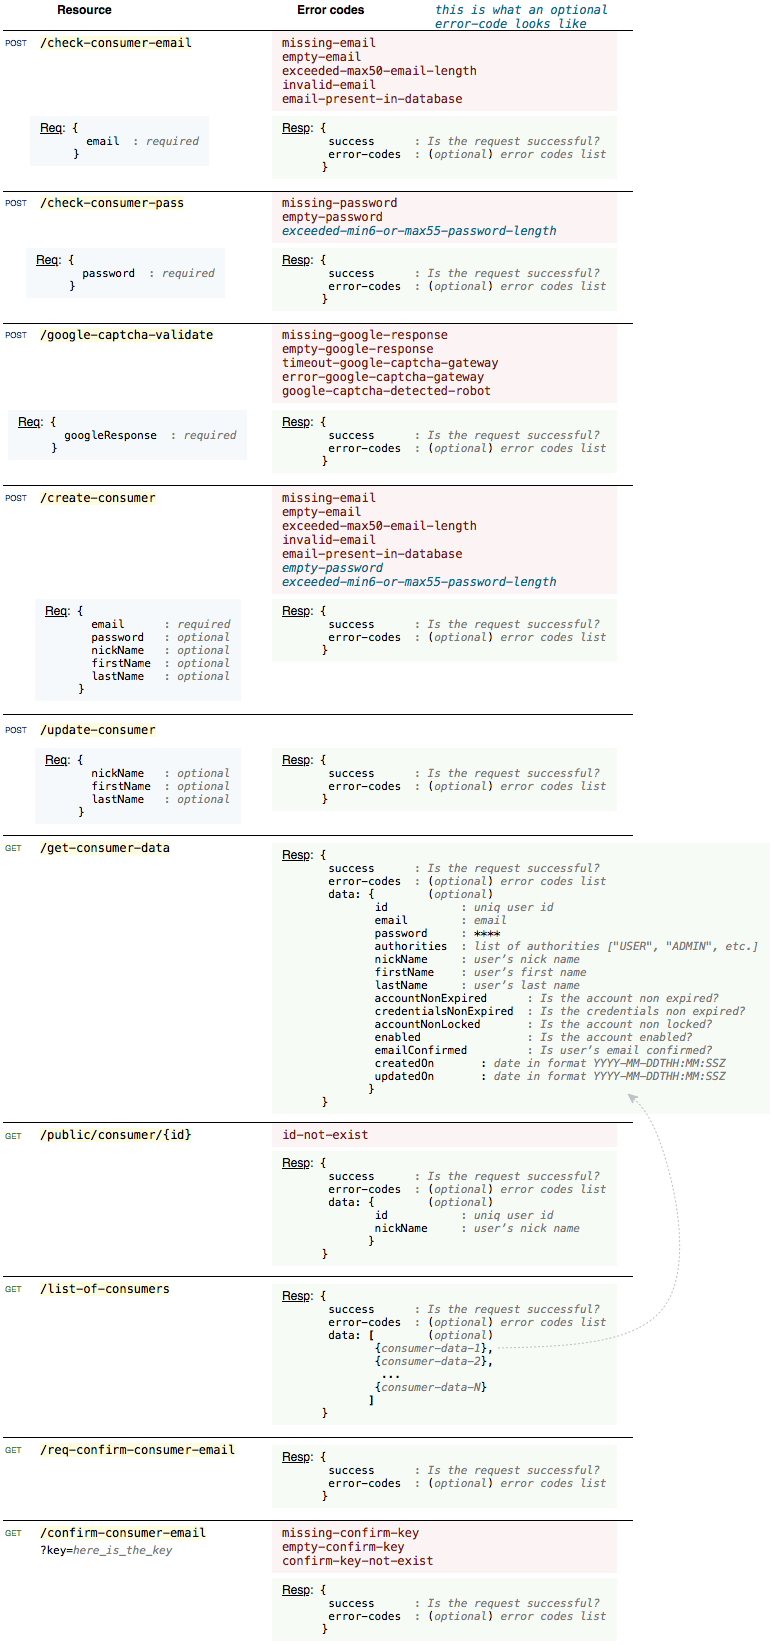 Resource Error codes this is what an optional
error-code looks like
POST /check-consumer-email
missing-email
empty-email
exceeded-max50-email-length
invalid-email
email-present-in-database
Req: {
email : required
}
Resp: {
success : Is the request successful?
error-codes : (optional) error codes list
}
POST /check-consumer-pass
missing-password
empty-password
exceeded-min6-or-max55-password-length
Req: {
password : required
}
Resp: {
success : Is the request successful?
error-codes : (optional) error codes list
}
POST /google-captcha-validate
missing-google-response
empty-google-response
timeout-google-captcha-gateway
error-google-captcha-gateway
google-captcha-detected-robot
Req: {
googleResponse : required
}
Resp: {
success : Is the request successful?
error-codes : (optional) error codes list
}
POST /create-consumer
missing-email
empty-email
exceeded-max50-email-length
invalid-email
email-present-in-database
empty-password
exceeded-min6-or-max55-password-length
Req: {
email : required
password : optional
nickName : optional
firstName : optional
lastName : optional
}
Resp: {
success : Is the request successful?
error-codes : (optional) error codes list
}
POST /update-consumer
Req: {
nickName : optional
firstName : optional
lastName : optional
}
Resp: {
success : Is the request successful?
error-codes : (optional) error codes list
}
GET /get-consumer-data
Resp: {
success : Is the request successful?
error-codes : (optional) error codes list
data: { (optional)
id : uniq user id
email : email
password : ****
authorities : list of authorities ["USER", "ADMIN", etc.]
nickName : user's nick name
firstName : user's first name
lastName : user's last name
accountNonExpired : Is the account non expired?
credentialsNonExpired : Is the credentials non expired?
accountNonLocked : Is the account non locked?
enabled : Is the account enabled?
emailConfirmed : Is user's email confirmed?
createdOn : date in format YYYY-MM-DDTHH:MM:SSZ
updatedOn : date in format YYYY-MM-DDTHH:MM:SSZ
}
}
GET /public/consumer/{id}
id-not-exist
Resp: {
success : Is the request successful?
error-codes : (optional) error codes list
data: { (optional)
id : uniq user id
nickName : user's nick name
}
}
GET /list-of-consumers
Resp: {
success : Is the request successful?
error-codes : (optional) error codes list
data: [ (optional)
{consumer-data-1},
{consumer-data-2},
...
{consumer-data-N}
]
}
GET /req-confirm-consumer-email
Resp: {
success : Is the request successful?
error-codes : (optional) error codes list
}
GET /confirm-consumer-email
?key=here_is_the_key
missing-confirm-key
empty-confirm-key
confirm-key-not-exist
Resp: {
success : Is the request successful?
error-codes : (optional) error codes list
}